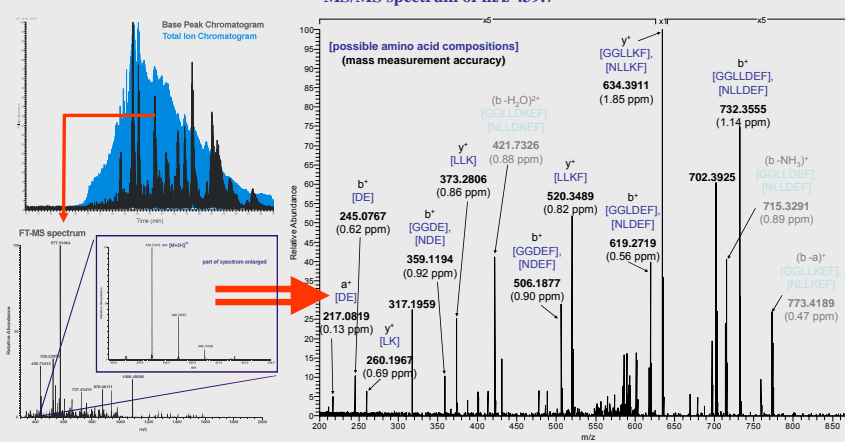 MS/MS spectrum of m/z 439.7
Base Peak Chromatogram
Total Ion Chromatogram
Time (min)
FT-MS spectrum
part of spectrum enlarged
Relative Abundance
m/z
x5
x1
x5
[possible amino acid compositions]
(mass measurement accuracy)
Relative Abundance
100
95
90
85
80
75
70
65
60
55
50
45
40
35
30
25
20
15
10
5
0
a⁺
[DE]
217.0819
(0.13 ppm)
b⁺
[DE]
245.0767
(0.62 ppm)
y⁺
[LK]
260.1967
(0.69 ppm)
317.1959
b⁺
[GGDE],
[NDE]
359.1194
(0.92 ppm)
y⁺
[LLK]
373.2806
(0.86 ppm)
(b -H₂O)²⁺
[GGLLDKEF],
[NLLDKEF]
421.7326
(0.88 ppm)
b⁺
[GGDEF],
[NDEF]
506.1877
(0.90 ppm)
y⁺
[LLKF]
520.3489
(0.82 ppm)
b⁺
[GGLDEF],
[NLDEF]
619.2719
(0.56 ppm)
y⁺
[GGLLKF],
[NLLKF]
634.3911
(1.85 ppm)
702.3925
b⁺
[GGLLDEF],
[NLLDEF]
732.3555
(1.14 ppm)
(b -NH₃)⁺
[GGLLDEF],
[NLLDEF]
715.3291
(0.89 ppm)
(b -a)⁺
[GGLLKEF],
[NLLKEF]
773.4189
(0.47 ppm)
200 250 300 350 400 450 500 550 600 650 700 750 800 850
m/z